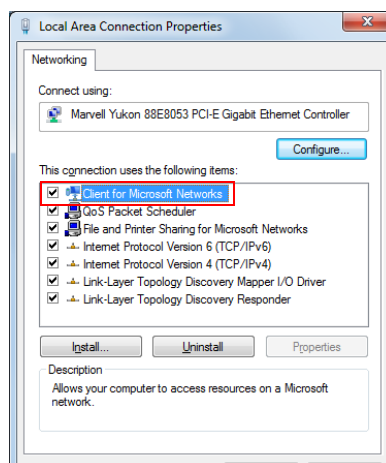 Local Area Connection Properties
Networking
Connect using:
Marvell Yukon 88E8053 PCI-E Gigabit Ethernet Controller
Configure...
This connection uses the following items:
Client for Microsoft Networks
QoS Packet Scheduler
File and Printer Sharing for Microsoft Networks
Internet Protocol Version 6 (TCP/IPv6)
Internet Protocol Version 4 (TCP/IPv4)
Link-Layer Topology Discovery Mapper I/O Driver
Link-Layer Topology Discovery Responder
Install... Uninstall Properties
Description
Allows your computer to access resources on a Microsoft
network.